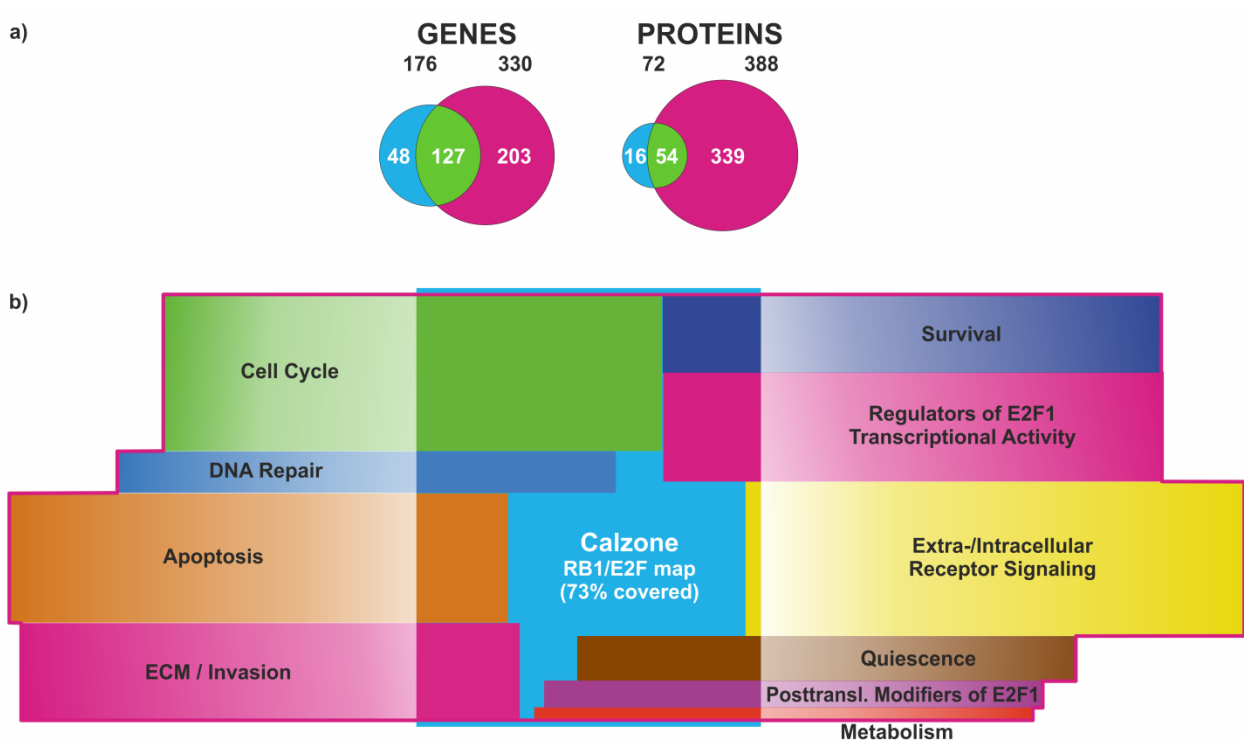 a)
GENES
PROTEINS
176
330
72
388
48
127
203
16
54
339
b)
Cell Cycle
Survival
Regulators of E2F1
Transcriptional Activity
DNA Repair
Apoptosis
Calzone
RB1/E2F map
(73% covered)
Extra-/Intracellular
Receptor Signaling
ECM / Invasion
Quiescence
Posttransl. Modifiers of E2F1
Metabolism